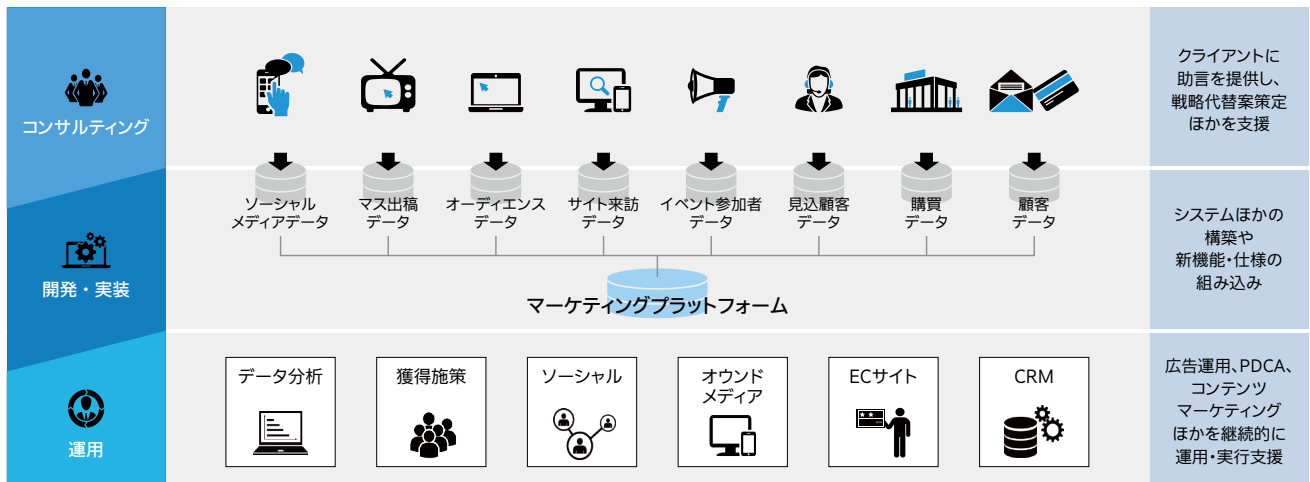 コンサルティング
クライアントに
助言を提供し、
戦略代替案策定
ほかを支援
ソーシャル
メディアデータ
マス出稿
データ
オーディエンス
データ
サイト来訪
データ
イベント参加者
データ
見込顧客
データ
購買
データ
顧客
データ
開発・実装
マーケティングプラットフォーム
システムほかの
構築や
新機能・仕様の
組み込み
運用
データ分析
獲得施策
ソーシャル
オウンド
メディア
ECサイト
CRM
広告運用、PDCA、
コンテンツ
マーケティング
ほかを継続的に
運用・実行支援